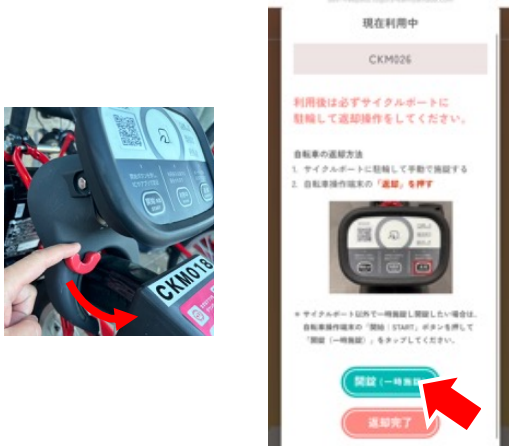 CKM018
現在利用中
CKM026
利用後は必ずサイクルポートに
駐輪して返却操作をしてください。
自転車の返却方法
1. サイクルポートに駐輪して手動で施錠する
2. 自転車操作端末の「返却」を押す
※ サイクルポート以外で一時施錠し開錠したい場合は、
自転車操作端末の「開始｜START」ボタンを押して
「開錠（一時施錠）」をタップしてください。
開錠（一時施
返却完了